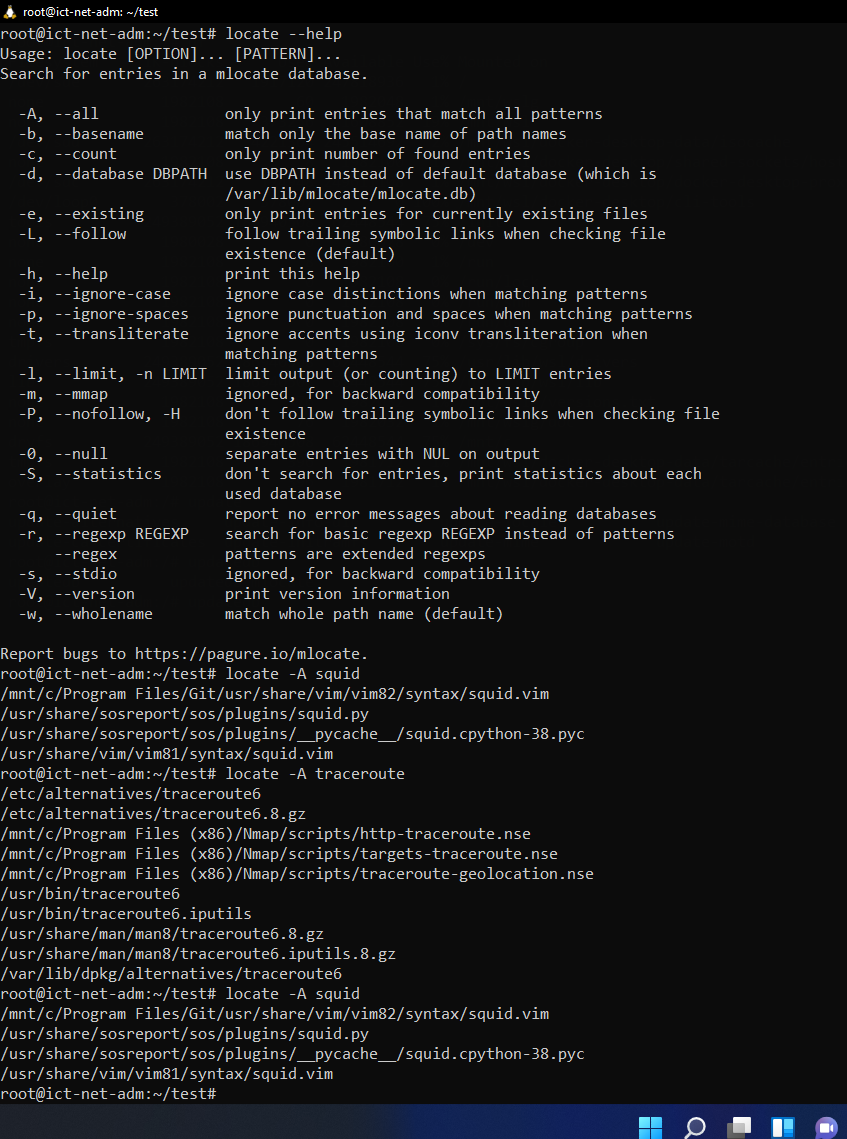 root@ict-net-adm: ~/test
root@ict-net-adm:~/test# locate --help
Usage: locate [OPTION]... [PATTERN]...
Search for entries in a mlocate database.

  -A, --all              only print entries that match all patterns
  -b, --basename         match only the base name of path names
  -c, --count            only print number of found entries
  -d, --database DBPATH  use DBPATH instead of default database (which is
                         /var/lib/mlocate/mlocate.db)
  -e, --existing         only print entries for currently existing files
  -L, --follow           follow trailing symbolic links when checking file
                         existence (default)
  -h, --help             print this help
  -i, --ignore-case      ignore case distinctions when matching patterns
  -p, --ignore-spaces    ignore punctuation and spaces when matching patterns
  -t, --transliterate    ignore accents using iconv transliteration when
                         matching patterns
  -l, --limit, -n LIMIT  limit output (or counting) to LIMIT entries
  -m, --mmap             ignored, for backward compatibility
  -P, --nofollow, -H     don't follow trailing symbolic links when checking file
                         existence
  -0, --null             separate entries with NUL on output
  -S, --statistics       don't search for entries, print statistics about each
                         used database
  -q, --quiet            report no error messages about reading databases
  -r, --regexp REGEXP    search for basic regexp REGEXP instead of patterns
      --regex            patterns are extended regexps
  -s, --stdio            ignored, for backward compatibility
  -V, --version          print version information
  -w, --wholename        match whole path name (default)

Report bugs to https://pagure.io/mlocate.
root@ict-net-adm:~/test# locate -A squid
/mnt/c/Program Files/Git/usr/share/vim/vim82/syntax/squid.vim
/usr/share/sosreport/sos/plugins/squid.py
/usr/share/sosreport/sos/plugins/__pycache__/squid.cpython-38.pyc
/usr/share/vim/vim81/syntax/squid.vim
root@ict-net-adm:~/test# locate -A traceroute
/etc/alternatives/traceroute6
/etc/alternatives/traceroute6.8.gz
/mnt/c/Program Files (x86)/Nmap/scripts/http-traceroute.nse
/mnt/c/Program Files (x86)/Nmap/scripts/targets-traceroute.nse
/mnt/c/Program Files (x86)/Nmap/scripts/traceroute-geolocation.nse
/usr/bin/traceroute6
/usr/bin/traceroute6.iputils
/usr/share/man/man8/traceroute6.8.gz
/usr/share/man/man8/traceroute6.iputils.8.gz
/var/lib/dpkg/alternatives/traceroute6
root@ict-net-adm:~/test# locate -A squid
/mnt/c/Program Files/Git/usr/share/vim/vim82/syntax/squid.vim
/usr/share/sosreport/sos/plugins/squid.py
/usr/share/sosreport/sos/plugins/__pycache__/squid.cpython-38.pyc
/usr/share/vim/vim81/syntax/squid.vim
root@ict-net-adm:~/test#